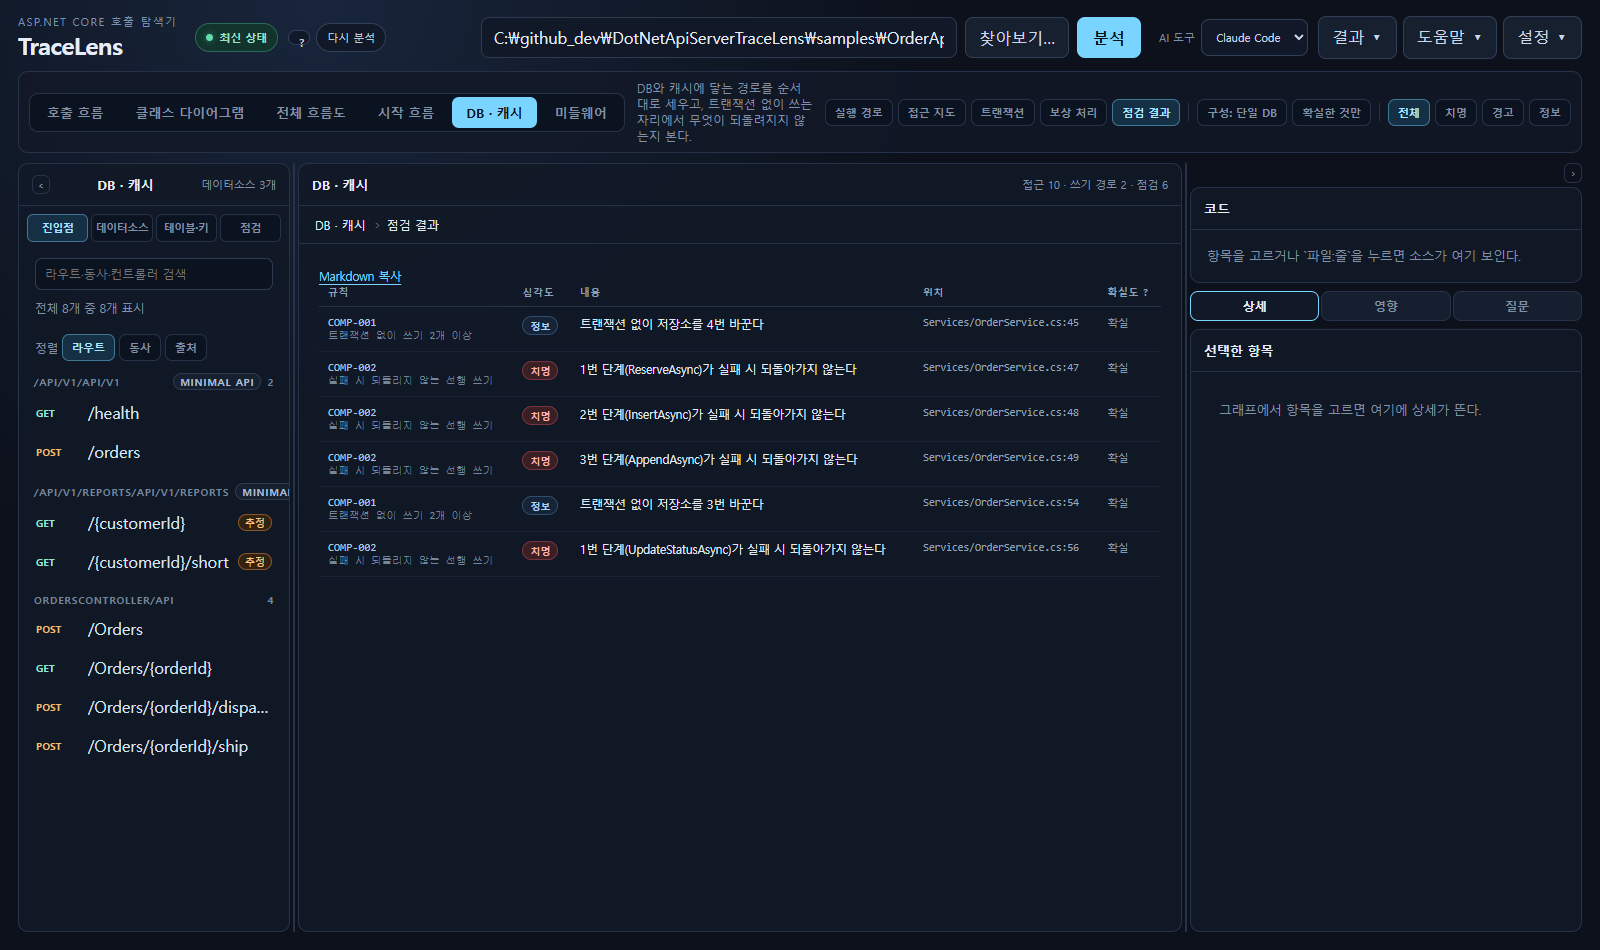 ASP.NET CORE 호출 탐색기
TraceLens
최신 상태
?
다시 분석
C:₩github_dev₩DotNetApiServerTraceLens₩samples₩OrderAp
찾아보기...
분석
AI 도구
Claude Code
결과 ▼
도움말 ▼
설정 ▼
호출 흐름
클래스 다이어그램
전체 흐름도
시작 흐름
DB · 캐시
미들웨어
DB와 캐시에 닿는 경로를 순서
대로 세우고, 트랜잭션 없이 쓰는
자리에서 무엇이 되돌려지지 않
는지 본다.
실행 경로
접근 지도
트랜잭션
보상 처리
점검 결과
구성: 단일 DB
확실한 것만
전체
치명
경고
정보
‹
DB · 캐시
데이터소스 3개
진입점
데이터소스
테이블·키
점검
라우트·동사·컨트롤러 검색
전체 8개 중 8개 표시
정렬
라우트
동사
출처
/API/V1/API/V1
MINIMAL API
2
GET /health
POST /orders
/API/V1/REPORTS/API/V1/REPORTS
MINIMA
GET /{customerId} 추정
GET /{customerId}/short 추정
ORDERSCONTROLLER/API 4
POST /Orders
GET /Orders/{orderId}
POST /Orders/{orderId}/dispa...
POST /Orders/{orderId}/ship
DB · 캐시
접근 10 · 쓰기 경로 2 · 점검 6
DB · 캐시 › 점검 결과
Markdown 복사
규칙 심각도 내용 위치 확실도 ?
COMP-001
트랜잭션 없이 쓰기 2개 이상
정보
트랜잭션 없이 저장소를 4번 바꾼다
Services/OrderService.cs:45
확실
COMP-002
실패 시 되돌리지 않는 선행 쓰기
치명
1번 단계(ReserveAsync)가 실패 시 되돌아가지 않는다
Services/OrderService.cs:47
확실
COMP-002
실패 시 되돌리지 않는 선행 쓰기
치명
2번 단계(InsertAsync)가 실패 시 되돌아가지 않는다
Services/OrderService.cs:48
확실
COMP-002
실패 시 되돌리지 않는 선행 쓰기
치명
3번 단계(AppendAsync)가 실패 시 되돌아가지 않는다
Services/OrderService.cs:49
확실
COMP-001
트랜잭션 없이 쓰기 2개 이상
정보
트랜잭션 없이 저장소를 3번 바꾼다
Services/OrderService.cs:54
확실
COMP-002
실패 시 되돌리지 않는 선행 쓰기
치명
1번 단계(UpdateStatusAsync)가 실패 시 되돌아가지 않는다
Services/OrderService.cs:56
확실
›
코드
항목을 고르거나 `파일:줄`을 누르면 소스가 여기 보인다.
상세
영향
질문
선택한 항목
그래프에서 항목을 고르면 여기에 상세가 뜬다.